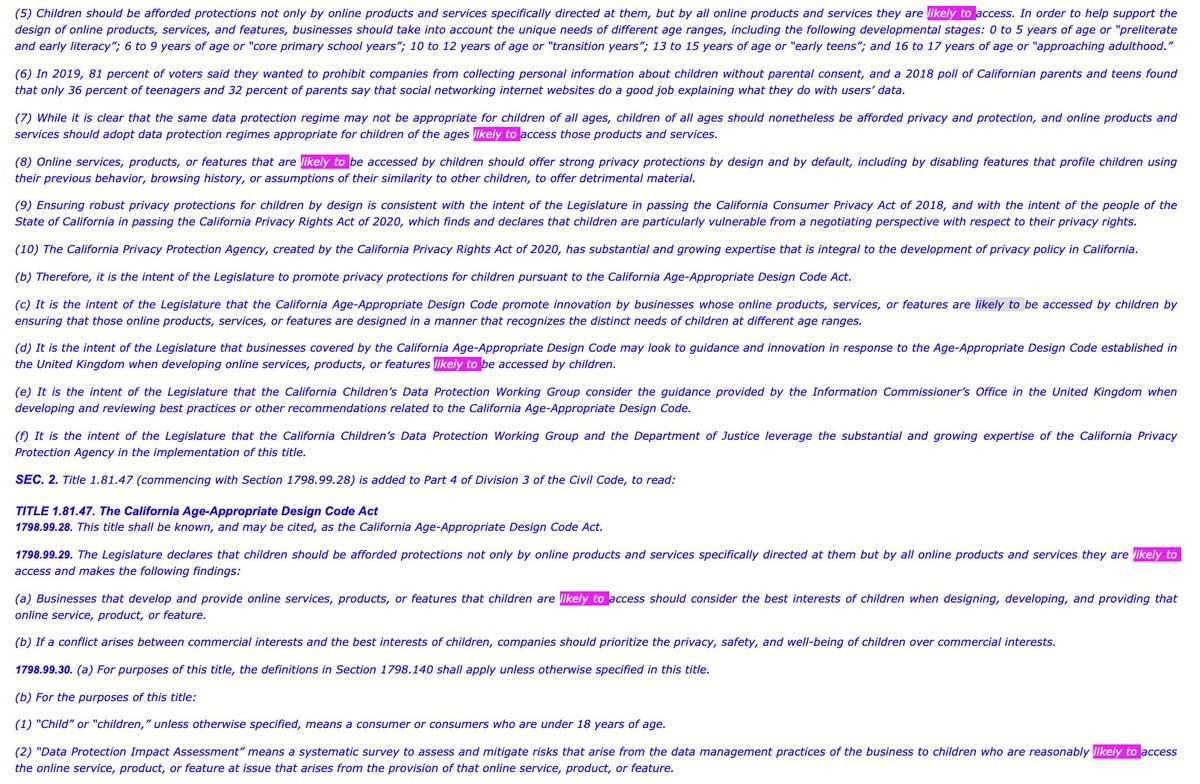 (5) Children should be afforded protections not only by online products and services specifically directed at them, but by all online products and services they are likely to access. In order to help support the
design of online products, services, and features, businesses should take into account the unique needs of different age ranges, including the following developmental stages: 0 to 5 years of age or “preliterate
and early literacy”; 6 to 9 years of age or “core primary school years”; 10 to 12 years of age or “transition years”; 13 to 15 years of age or “early teens”; and 16 to 17 years of age or “approaching adulthood.”
(6) In 2019, 81 percent of voters said they wanted to prohibit companies from collecting personal information about children without parental consent, and a 2018 poll of Californian parents and teens found
that only 36 percent of teenagers and 32 percent of parents say that social networking internet websites do a good job explaining what they do with users’ data.
(7) While it is clear that the same data protection regime may not be appropriate for children of all ages, children of all ages should nonetheless be afforded privacy and protection, and online products and
services should adopt data protection regimes appropriate for children of the ages likely to access those products and services.
(8) Online services, products, or features that are likely to be accessed by children should offer strong privacy protections by design and by default, including by disabling features that profile children using
their previous behavior, browsing history, or assumptions of their similarity to other children, to offer detrimental material.
(9) Ensuring robust privacy protections for children by design is consistent with the intent of the Legislature in passing the California Consumer Privacy Act of 2018, and with the intent of the people of the
State of California in passing the California Privacy Rights Act of 2020, which finds and declares that children are particularly vulnerable from a negotiating perspective with respect to their privacy rights.
(10) The California Privacy Protection Agency, created by the California Privacy Rights Act of 2020, has substantial and growing expertise that is integral to the development of privacy policy in California.
(b) Therefore, it is the intent of the Legislature to promote privacy protections for children pursuant to the California Age-Appropriate Design Code Act.
(c) It is the intent of the Legislature that the California Age-Appropriate Design Code promote innovation by businesses whose online products, services, or features are likely to be accessed by children by
ensuring that those online products, services, or features are designed in a manner that recognizes the distinct needs of children at different age ranges.
(d) It is the intent of the Legislature that businesses covered by the California Age-Appropriate Design Code may look to guidance and innovation in response to the Age-Appropriate Design Code established in
the United Kingdom when developing online services, products, or features likely to be accessed by children.
(e) It is the intent of the Legislature that the California Children’s Data Protection Working Group consider the guidance provided by the Information Commissioner’s Office in the United Kingdom when
developing and reviewing best practices or other recommendations related to the California Age-Appropriate Design Code.
(f) It is the intent of the Legislature that the California Children’s Data Protection Working Group and the Department of Justice leverage the substantial and growing expertise of the California Privacy
Protection Agency in the implementation of this title.
SEC. 2. Title 1.81.47 (commencing with Section 1798.99.28) is added to Part 4 of Division 3 of the Civil Code, to read:
TITLE 1.81.47. The California Age-Appropriate Design Code Act
1798.99.28. This title shall be known, and may be cited, as the California Age-Appropriate Design Code Act.
1798.99.29. The Legislature declares that children should be afforded protections not only by online products and services specifically directed at them but by all online products and services they are likely to
access and makes the following findings:
(a) Businesses that develop and provide online services, products, or features that children are likely to access should consider the best interests of children when designing, developing, and providing that
online service, product, or feature.
(b) If a conflict arises between commercial interests and the best interests of children, companies should prioritize the privacy, safety, and well-being of children over commercial interests.
1798.99.30. (a) For purposes of this title, the definitions in Section 1798.140 shall apply unless otherwise specified in this title.
(b) For the purposes of this title:
(1) “Child” or “children,” unless otherwise specified, means a consumer or consumers who are under 18 years of age.
(2) “Data Protection Impact Assessment” means a systematic survey to assess and mitigate risks that arise from the data management practices of the business to children who are reasonably likely to access
the online service, product, or feature at issue that arises from the provision of that online service, product, or feature.